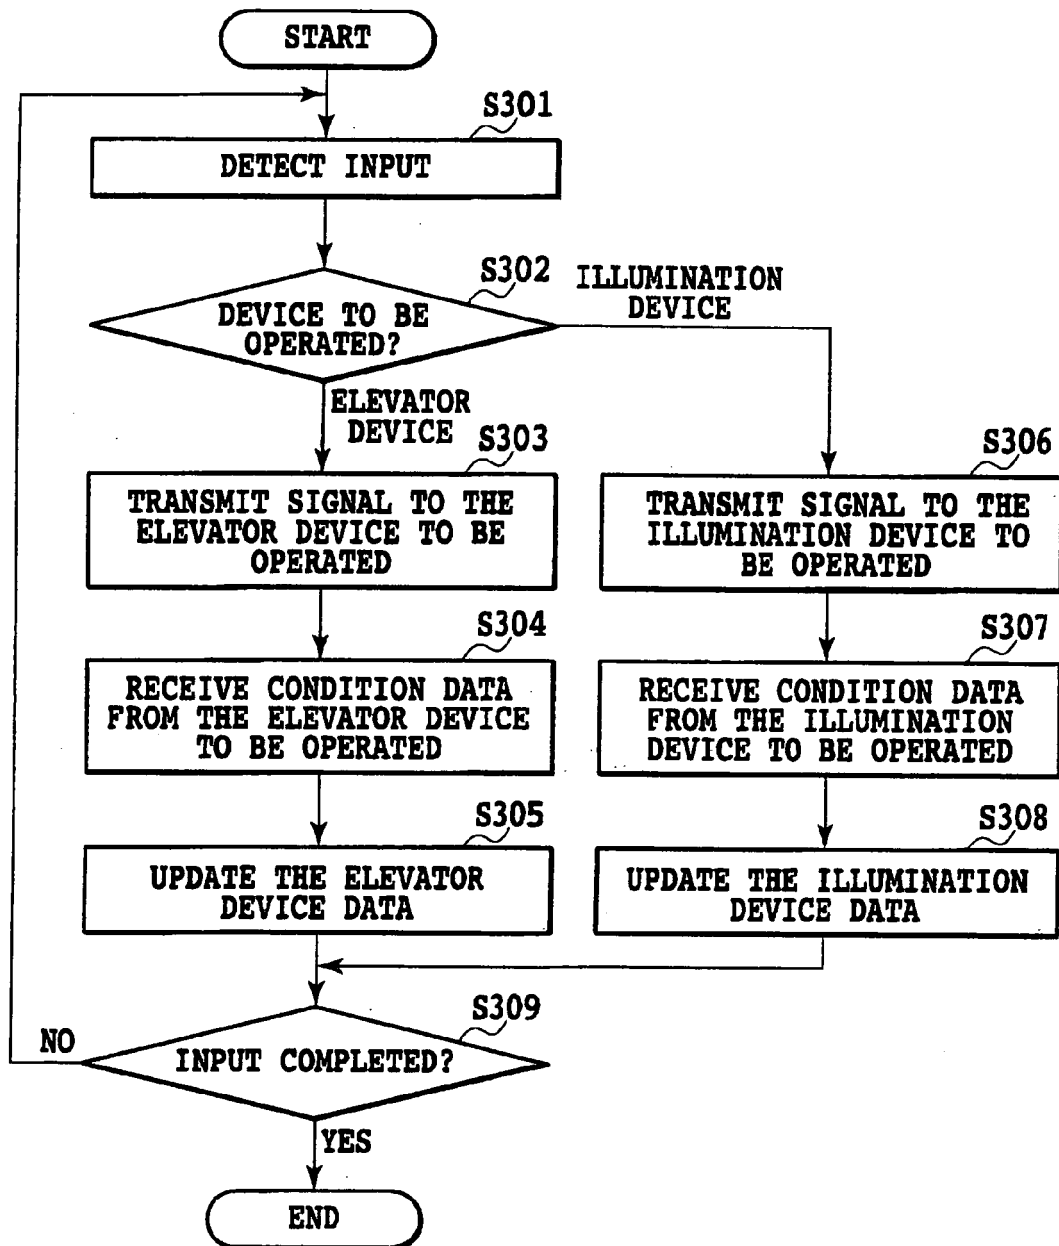 START
S301
DETECT INPUT
S302
ILLUMINATION
DEVICE
DEVICE TO BE
OPERATED?
ELEVATOR
DEVICE
S303
TRANSMIT SIGNAL TO THE
ELEVATOR DEVICE TO BE
OPERATED
S306
TRANSMIT SIGNAL TO THE
ILLUMINATION DEVICE TO
BE OPERATED
S304
RECEIVE CONDITION DATA
FROM THE ELEVATOR DEVICE
TO BE OPERATED
S307
RECEIVE CONDITION DATA
FROM THE ILLUMINATION
DEVICE TO BE OPERATED
S305
UPDATE THE ELEVATOR
DEVICE DATA
S308
UPDATE THE ILLUMINATION
DEVICE DATA
S309
NO
INPUT COMPLETED?
YES
END